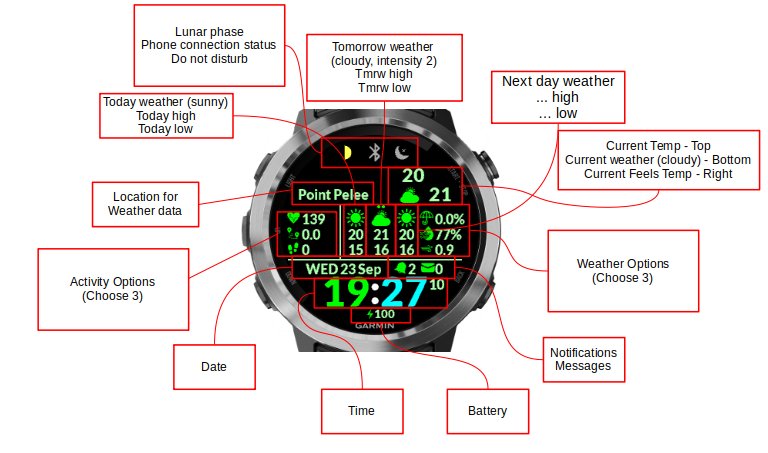 Lunar phase
Phone connection status
Do not disturb
Tomorrow weather
(cloudy, intensity 2)
Tmrw high
Tmrw low
Next day weather
... high
... low
Today weather (sunny)
Today high
Today low
Current Temp - Top
Current weather (cloudy) - Bottom
Current Feels Temp - Right
Location for
Weather data
Activity Options
(Choose 3)
Weather Options
(Choose 3)
Date
Time
Battery
Notifications
Messages
20
21
Point Pelee
139
0.0
0
20
15
21
16
20
16
0.0%
77%
0.9
WED 23 Sep
2
0
19:27
10
100
GARMIN